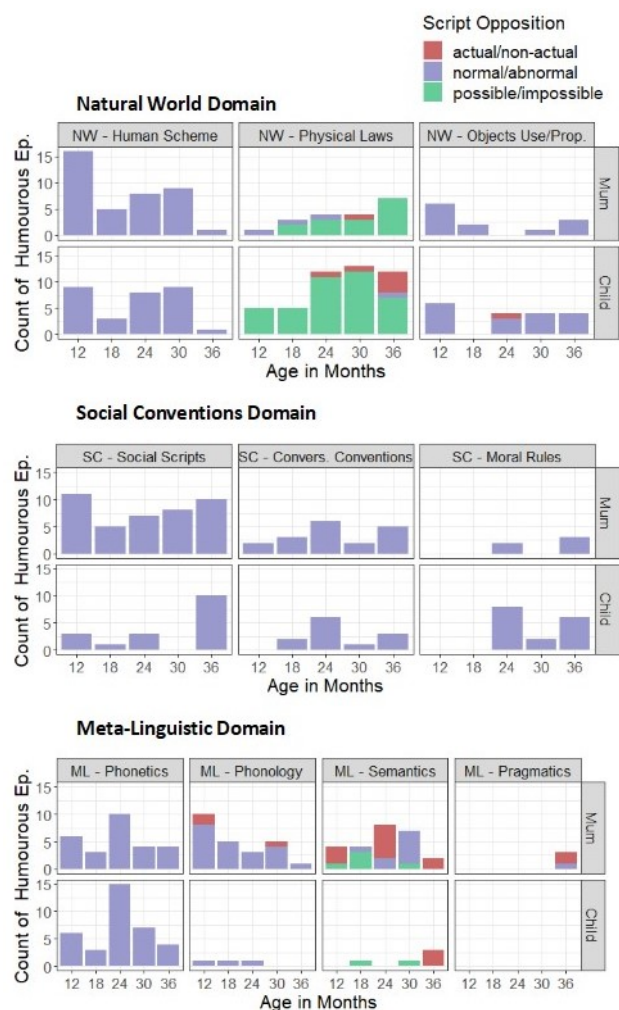 Script Opposition
actual/non-actual
normal/abnormal
possible/impossible
Natural World Domain
NW - Human Scheme NW - Physical Laws NW - Objects Use/Prop.
Count of Humourous Ep.
15
10
5
0
Mum
15
10
5
0
Child
12 18 24 30 36 12 18 24 30 36 12 18 24 30 36
Age in Months
Social Conventions Domain
SC - Social Scripts SC - Convers. Conventions SC - Moral Rules
Count of Humourous Ep.
15
10
5
0
Mum
15
10
5
0
Child
12 18 24 30 36 12 18 24 30 36 12 18 24 30 36
Age in Months
Meta-Linguistic Domain
ML - Phonetics ML - Phonology ML - Semantics ML - Pragmatics
Count of Humourous Ep.
15
10
5
0
Mum
15
10
5
0
Child
12 18 24 30 36 12 18 24 30 36 12 18 24 30 36 12 18 24 30 36
Age in Months